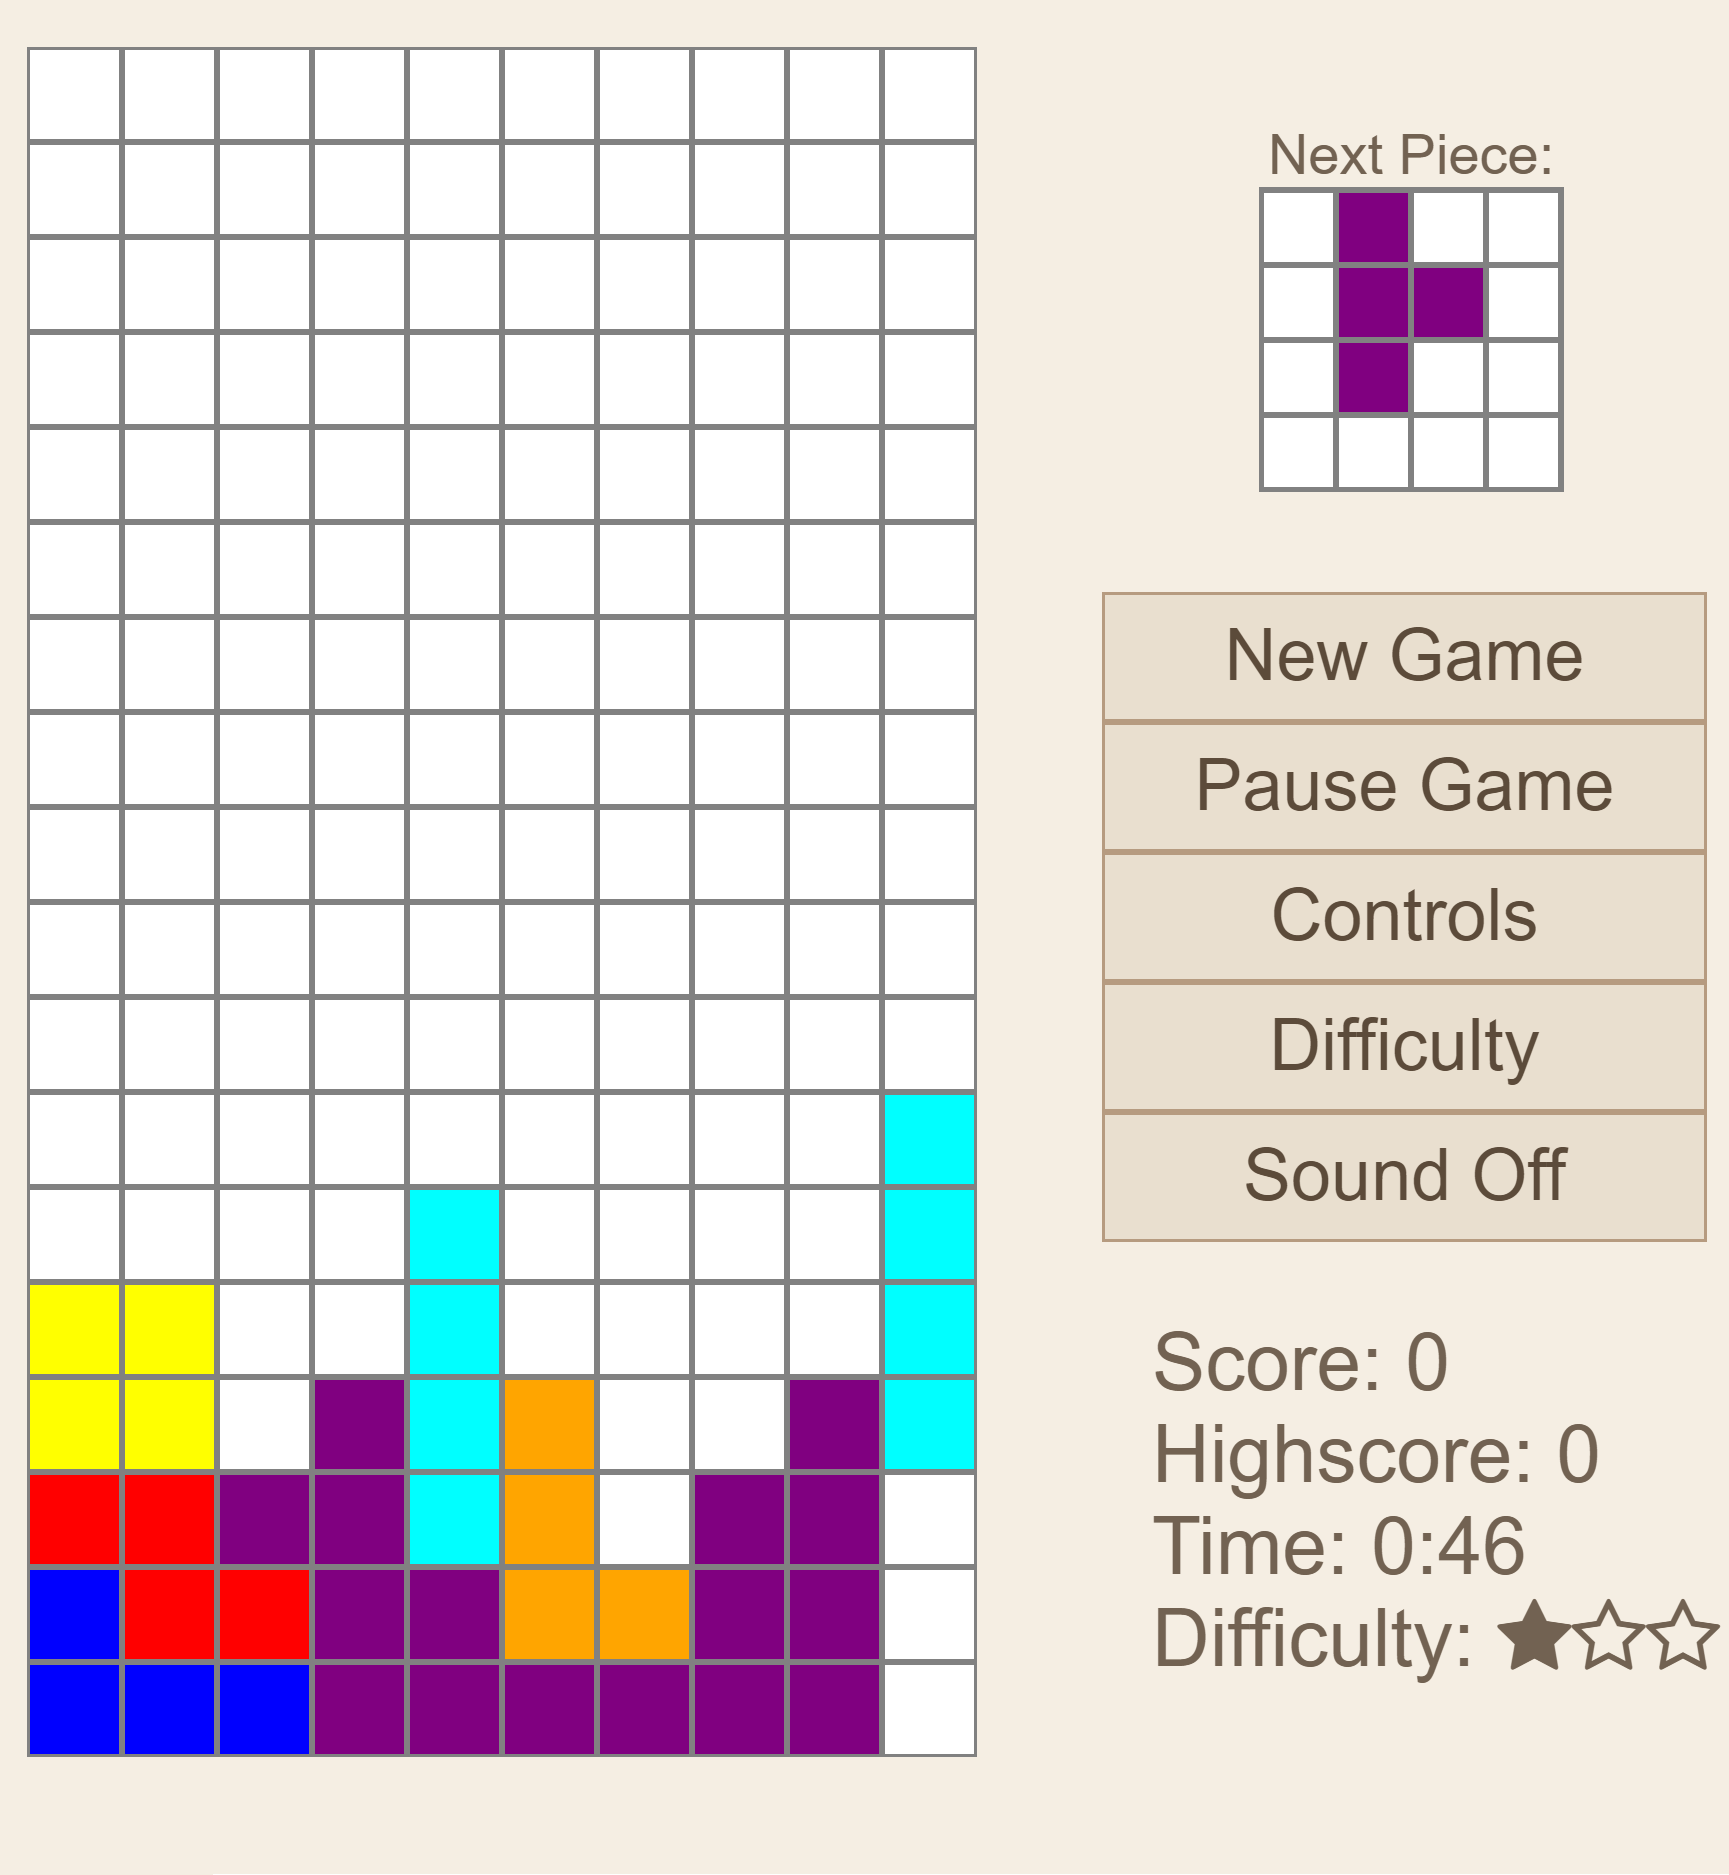 Next Piece:
New Game
Pause Game
Controls
Difficulty
Sound Off
Score: 0
Highscore: 0
Time: 0:46
Difficulty: ★☆☆